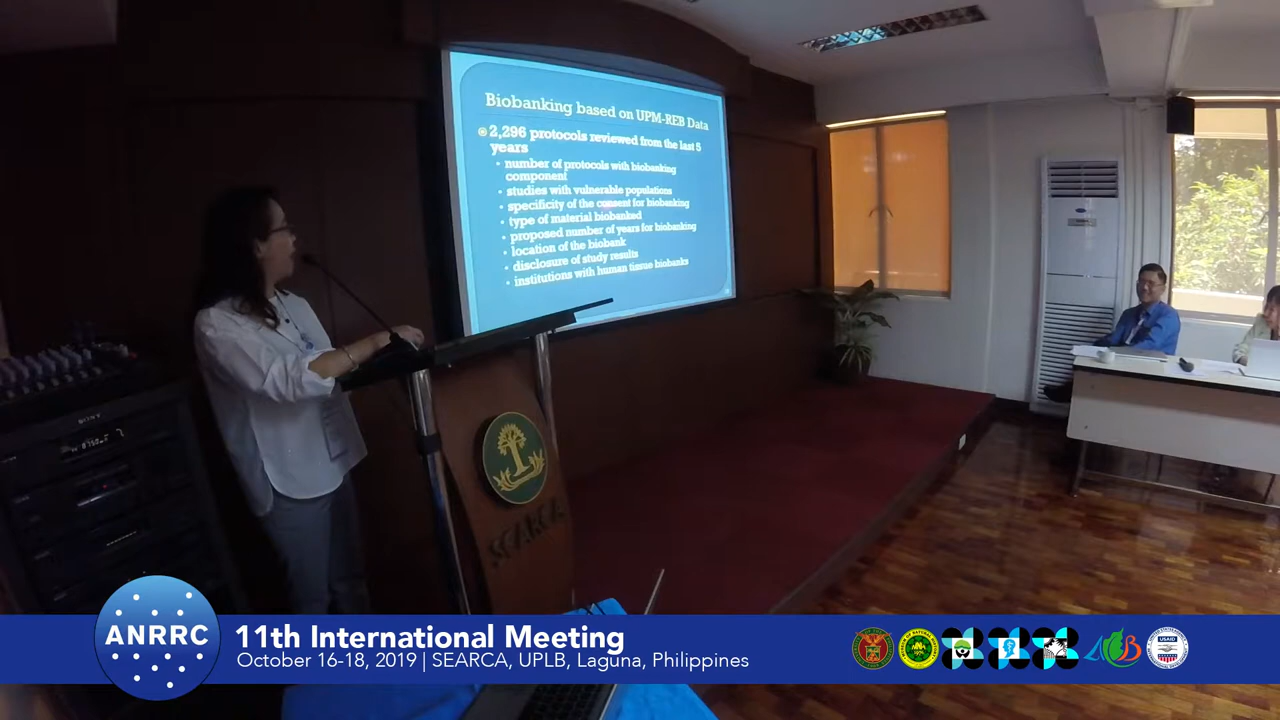 Biobanking based on UPM-REB Data
2,296 protocols reviewed from the last 5
years
number of protocols with biobanking
component
studies with vulnerable populations
specificity of the consent for biobanking
type of material biobanked
proposed number of years for biobanking
location of the biobank
disclosure of study results
institutions with human tissue biobanks
SONY
SEARCA
ANRRC
11th International Meeting
October 16-18, 2019 | SEARCA, UPLB, Laguna, Philippines
USAID